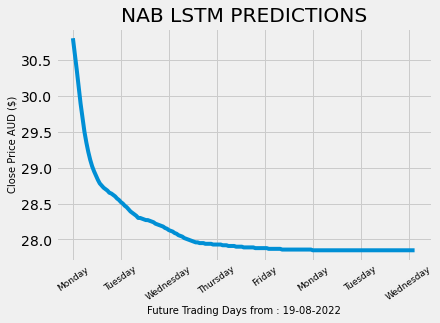 NAB LSTM PREDICTIONS
30.5
30.0
29.5
29.0
28.5
28.0
Close Price AUD ($)
Monday Tuesday Wednesday Thursday Friday Monday Tuesday Wednesday
Future Trading Days from : 19-08-2022